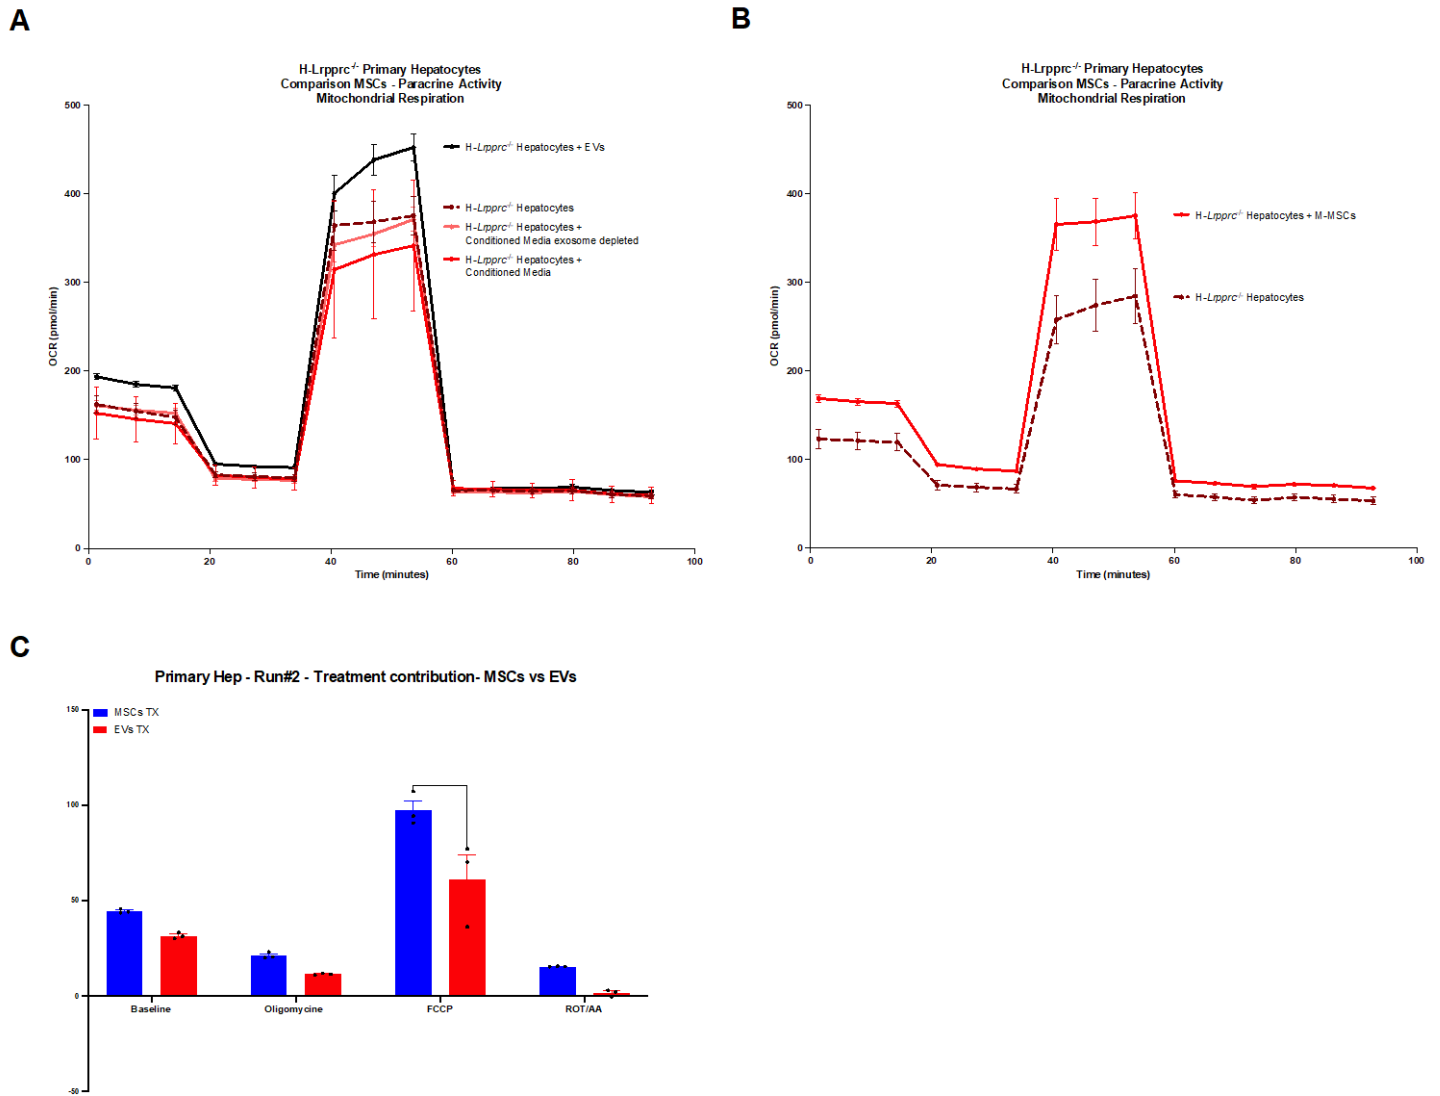 A
H-Lrpprc-/- Primary Hepatocytes
Comparison MSCs - Paracrine Activity
Mitochondrial Respiration
500
400
300
200
100
0
OCR (pmol/min)
0 20 40 60 80 100
Time (minutes)
H-Lrpprc-/- Hepatocytes + EVs
H-Lrpprc-/- Hepatocytes
H-Lrpprc-/- Hepatocytes +
Conditioned Media exosome depleted
H-Lrpprc-/- Hepatocytes +
Conditioned Media
B
H-Lrpprc-/- Primary Hepatocytes
Comparison MSCs - Paracrine Activity
Mitochondrial Respiration
500
400
300
200
100
0
OCR (pmol/min)
0 20 40 60 80 100
Time (minutes)
H-Lrpprc-/- Hepatocytes + M-MSCs
H-Lrpprc-/- Hepatocytes
C
Primary Hep - Run#2 - Treatment contribution- MSCs vs EVs
MSCs TX
EVs TX
150
100
50
0
-50
Baseline Oligomycine FCCP ROT/AA